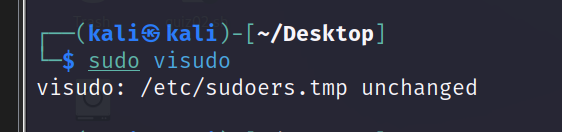 ┌──(kali㉿kali)-[~/Desktop]
└─$ sudo visudo
visudo: /etc/sudoers.tmp unchanged